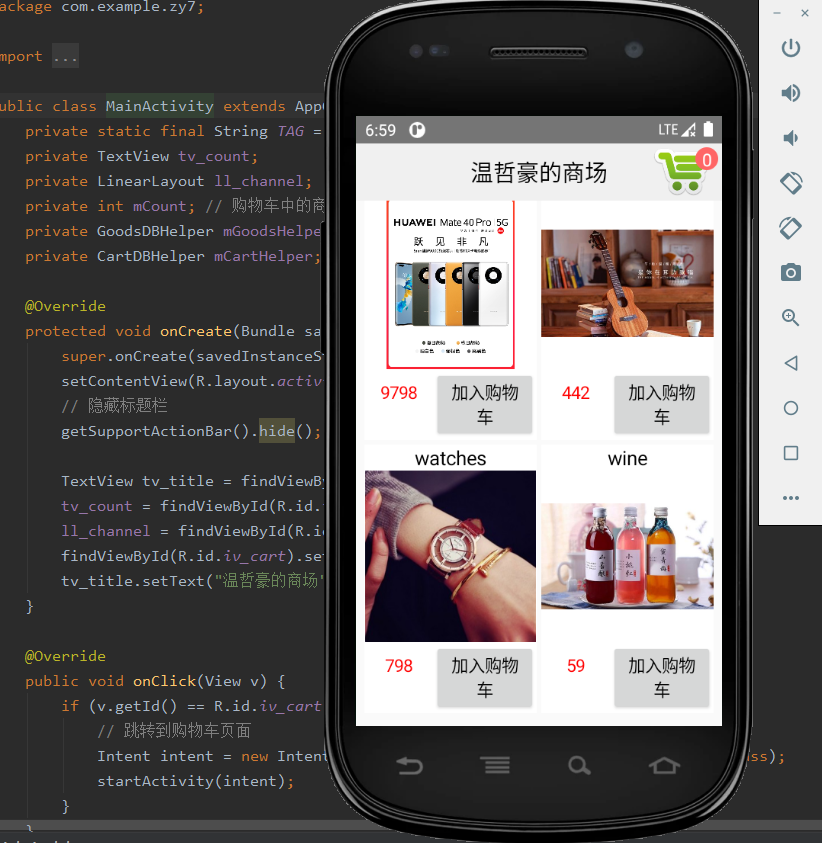 ackage com.example.zy7;
mport ...
ublic class MainActivity extends App
private static final String TAG =
private TextView tv_count;
private LinearLayout ll_channel;
private int mCount; // 购物车中的商
private GoodsDBHelper mGoodsHelpe
private CartDBHelper mCartHelper;
@Override
protected void onCreate(Bundle sa
super.onCreate(savedInstanceSt
setContentView(R.layout.activi
// 隐藏标题栏
getSupportActionBar().hide();
TextView tv_title = findViewBy
tv_count = findViewById(R.id.
ll_channel = findViewById(R.id
findViewById(R.id.iv_cart).se
tv_title.setText("温哲豪的商场"
}
@Override
public void onClick(View v) {
if (v.getId() == R.id.iv_cart
// 跳转到购物车页面
Intent intent = new Intent
ss);
startActivity(intent);
}
}
6:59
LTE
温哲豪的商场
0
HUAWEI Mate 40 Pro 5G
跃 见 非 凡
9798
加入购物
车
442
加入购物
车
watches
wine
798
加入购物
车
59
加入购物
车